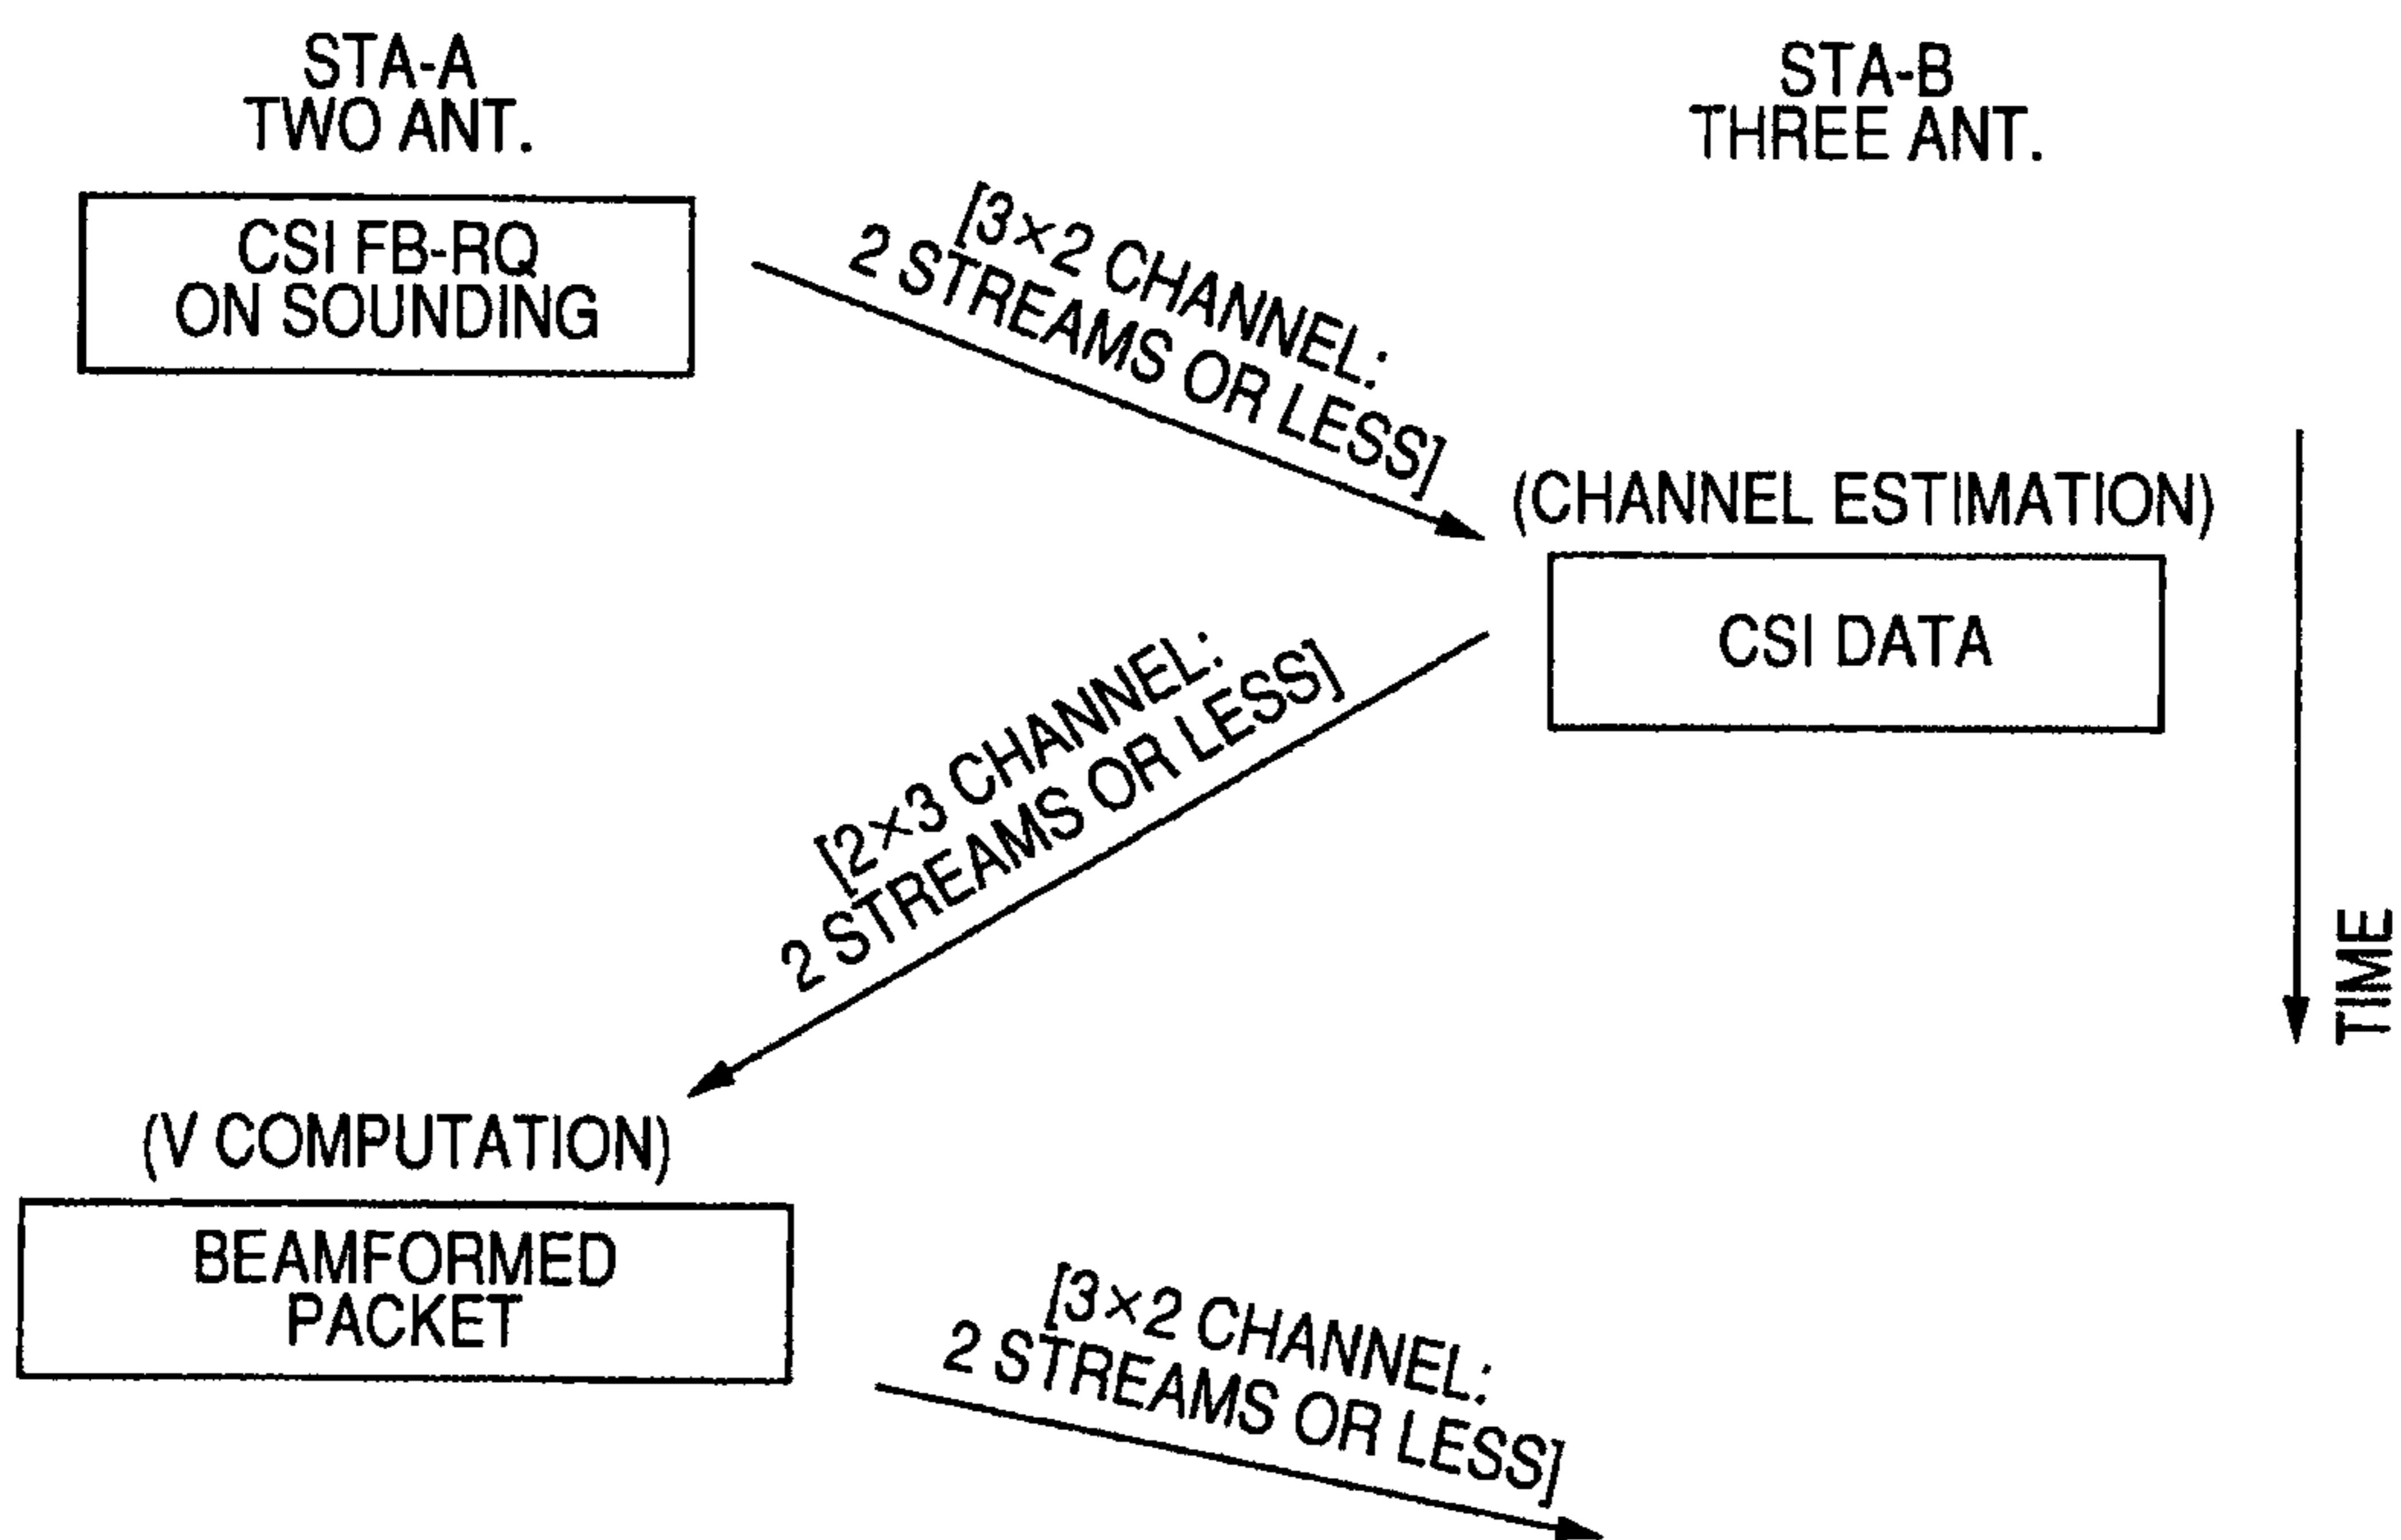 STA-A
TWO ANT.
STA-B
THREE ANT.
CSI FB-RQ
ON SOUNDING
[3×2 CHANNEL:
2 STREAMS OR LESS]
(CHANNEL ESTIMATION)
CSI DATA
[2×3 CHANNEL:
2 STREAMS OR LESS]
TIME
(V COMPUTATION)
BEAMFORMED
PACKET
[3×2 CHANNEL:
2 STREAMS OR LESS]